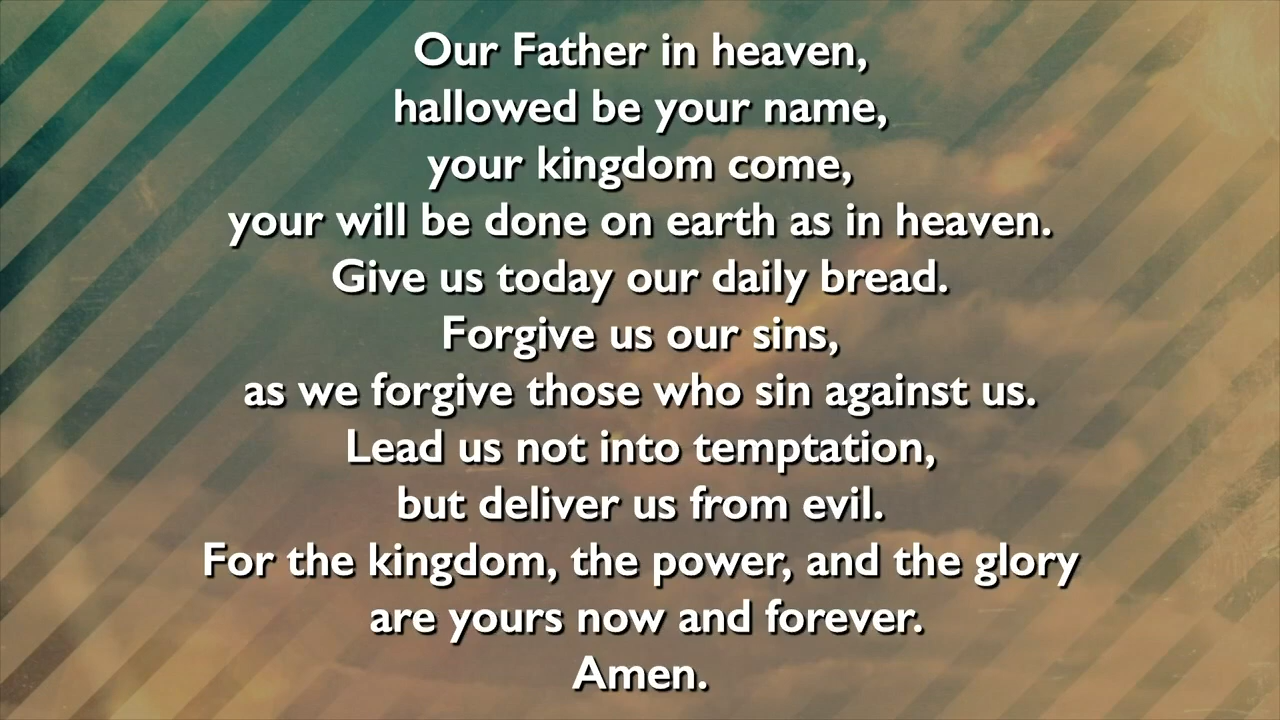 Our Father in heaven,
hallowed be your name,
your kingdom come,
your will be done on earth as in heaven.
Give us today our daily bread.
Forgive us our sins,
as we forgive those who sin against us.
Lead us not into temptation,
but deliver us from evil.
For the kingdom, the power, and the glory
are yours now and forever.
Amen.